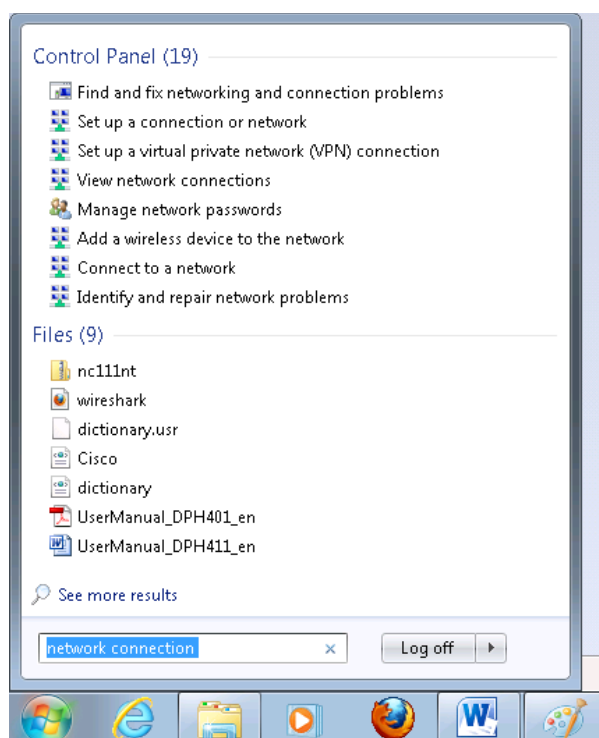 Control Panel (19)
Find and fix networking and connection problems
Set up a connection or network
Set up a virtual private network (VPN) connection
View network connections
Manage network passwords
Add a wireless device to the network
Connect to a network
Identify and repair network problems
Files (9)
nc111nt
wireshark
dictionary.usr
Cisco
dictionary
UserManual_DPH401_en
UserManual_DPH411_en
See more results
network connection
Log off